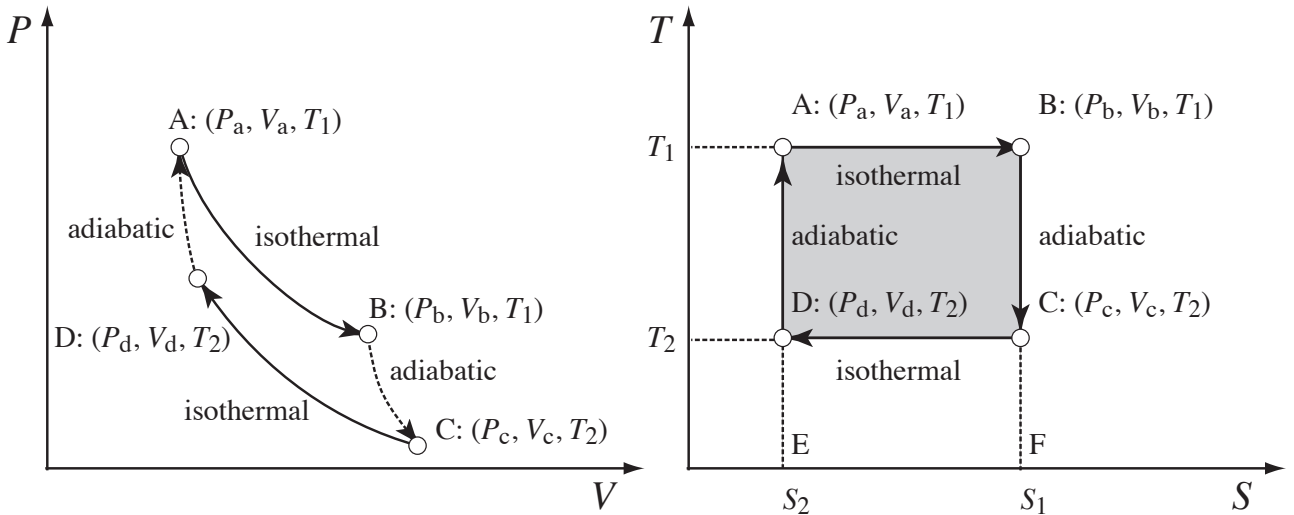 P
A: (Pa, Va, T1)
adiabatic
isothermal
B: (Pb, Vb, T1)
D: (Pd, Vd, T2)
adiabatic
isothermal
C: (Pc, Vc, T2)
V
T
A: (Pa, Va, T1)
B: (Pb, Vb, T1)
T1
isothermal
adiabatic
adiabatic
D: (Pd, Vd, T2)
C: (Pc, Vc, T2)
T2
isothermal
E
F
S2
S1
S